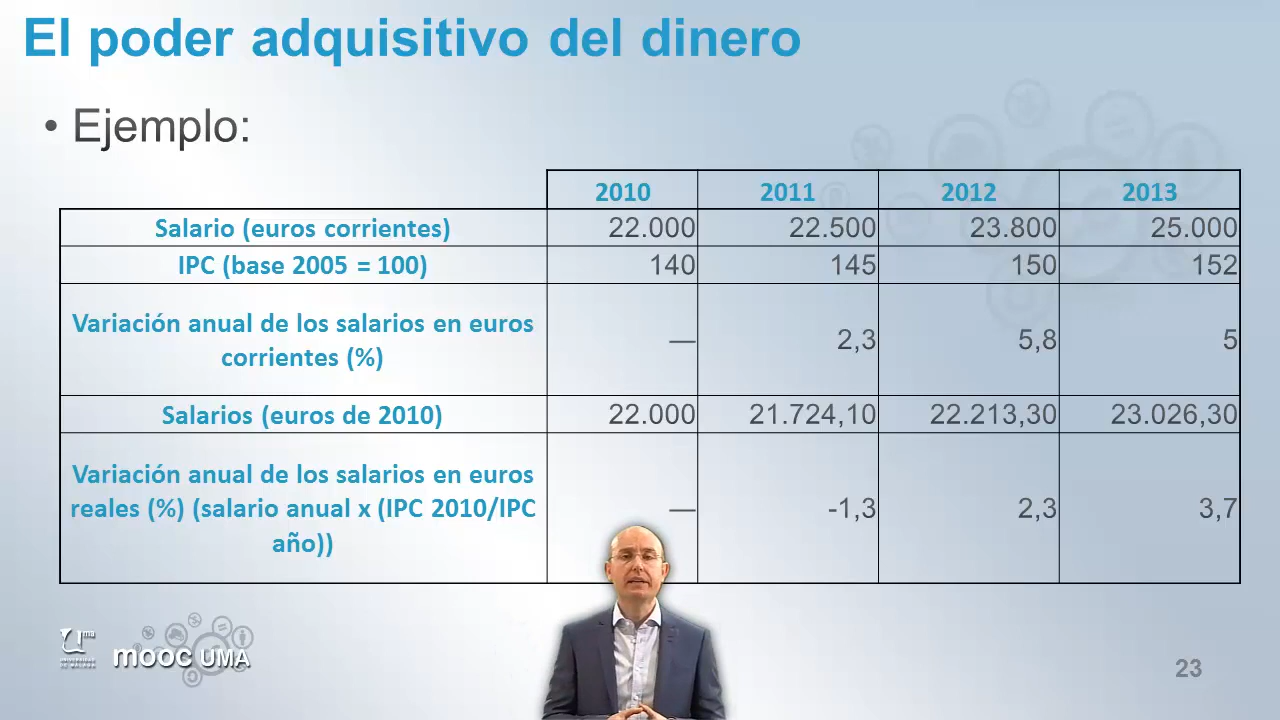 El poder adquisitivo del dinero
• Ejemplo:
2010 2011 2012 2013
Salario (euros corrientes) 22.000 22.500 23.800 25.000
IPC (base 2005 = 100) 140 145 150 152
Variación anual de los salarios en euros
corrientes (%) — 2,3 5,8 5
Salarios (euros de 2010) 22.000 21.724,10 22.213,30 23.026,30
Variación anual de los salarios en euros
reales (%) (salario anual x (IPC 2010/IPC
año)) — -1,3 2,3 3,7
uma
mooc UMA
23